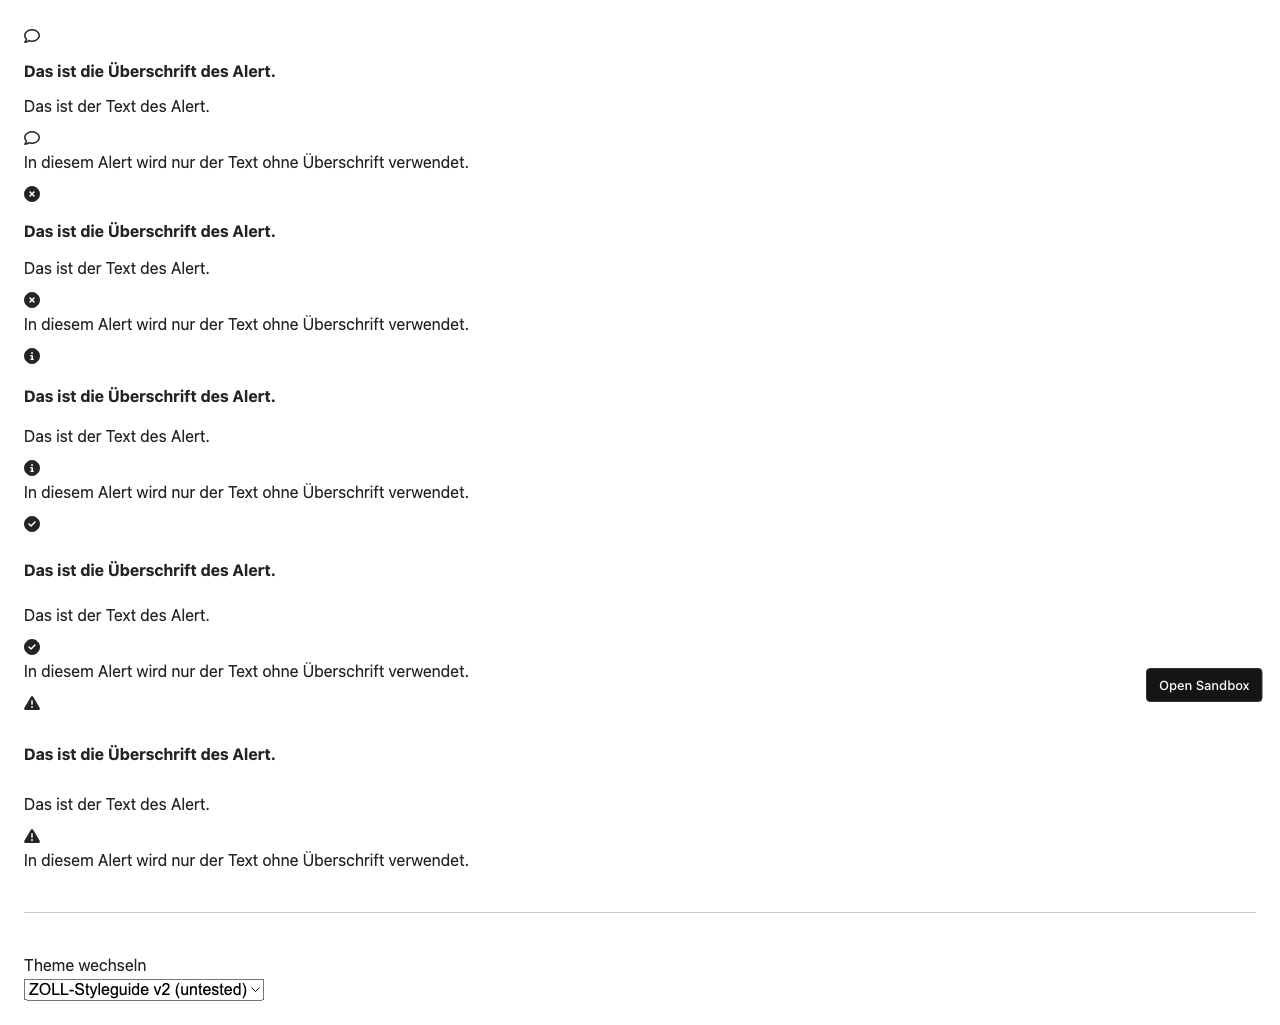 Das ist die Überschrift des Alert.
Das ist der Text des Alert.
In diesem Alert wird nur der Text ohne Überschrift verwendet.
Das ist die Überschrift des Alert.
Das ist der Text des Alert.
In diesem Alert wird nur der Text ohne Überschrift verwendet.
Das ist die Überschrift des Alert.
Das ist der Text des Alert.
In diesem Alert wird nur der Text ohne Überschrift verwendet.
Das ist die Überschrift des Alert.
Das ist der Text des Alert.
In diesem Alert wird nur der Text ohne Überschrift verwendet.
Open Sandbox
Das ist die Überschrift des Alert.
Das ist der Text des Alert.
In diesem Alert wird nur der Text ohne Überschrift verwendet.
Theme wechseln
ZOLL-Styleguide v2 (untested)